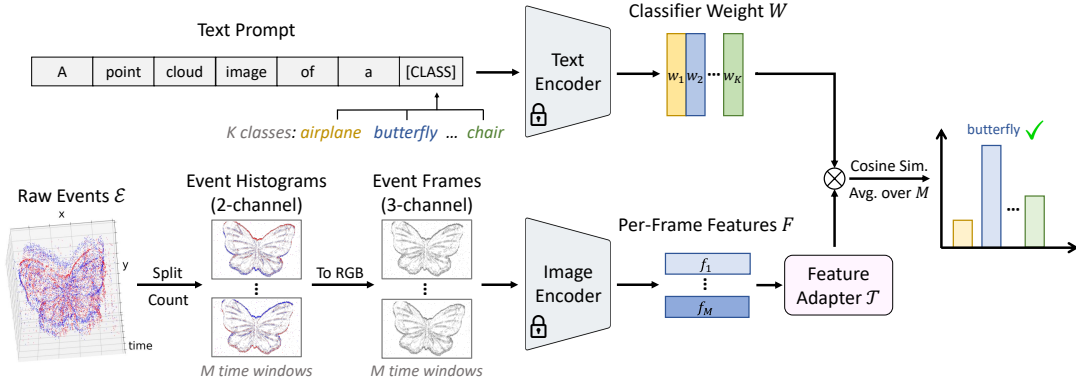 Text Prompt
A point cloud image of a [CLASS]
K classes: airplane butterfly ... chair
Text
Encoder
Classifier Weight W
w₁ w₂ ... w_K
Raw Events ℰ
x
y
time
Split
Count
Event Histograms
(2-channel)
M time windows
To RGB
Event Frames
(3-channel)
M time windows
Image
Encoder
Per-Frame Features F
f₁
f_M
Feature
Adapter 𝒯
Cosine Sim.
Avg. over M
butterfly
...